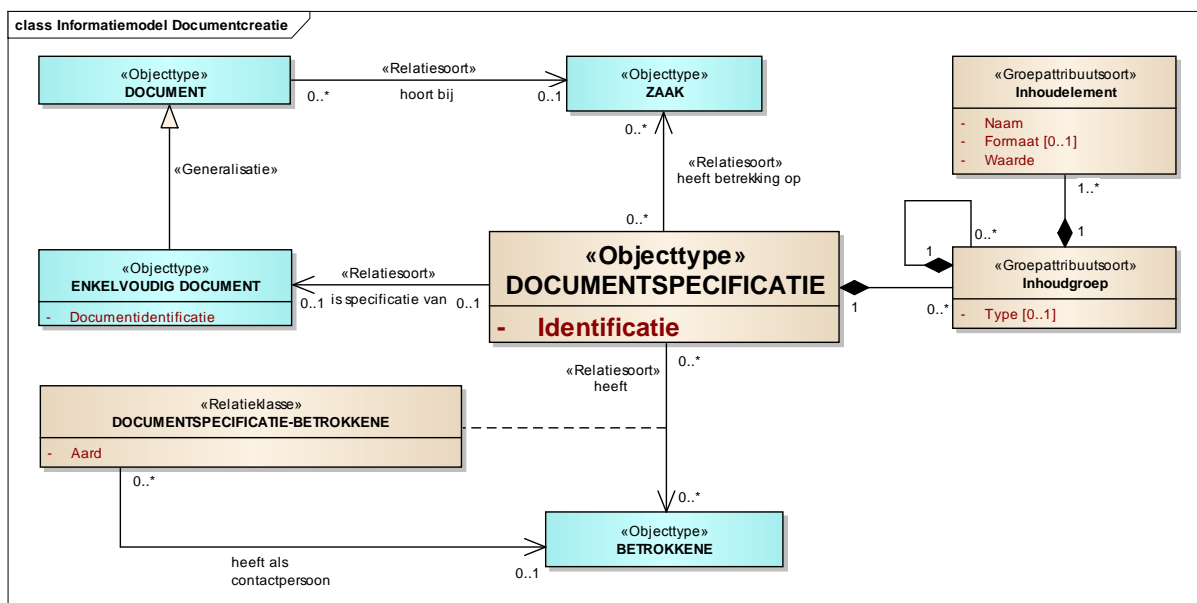 class Informatiemodel Documentcreatie
«Objecttype»
DOCUMENT
0..*
«Relatiesoort»
hoort bij
0..1
«Objecttype»
ZAAK
0..*
«Groepattribuutsoort»
Inhoudelement
- Naam
- Formaat [0..1]
- Waarde
1..*
1
«Generalisatie»
«Relatiesoort»
heeft betrekking op
0..*
0..*
1
«Objecttype»
ENKELVOUDIG DOCUMENT
- Documentidentificatie
0..1
«Relatiesoort»
is specificatie van
0..1
«Objecttype»
DOCUMENTSPECIFICATIE
- Identificatie
1
0..*
«Groepattribuutsoort»
Inhoudgroep
- Type [0..1]
0..*
«Relatiesoort»
heeft
«Relatieklasse»
DOCUMENTSPECIFICATIE-BETROKKENE
- Aard
0..*
0..*
heeft als
contactpersoon
0..1
«Objecttype»
BETROKKENE